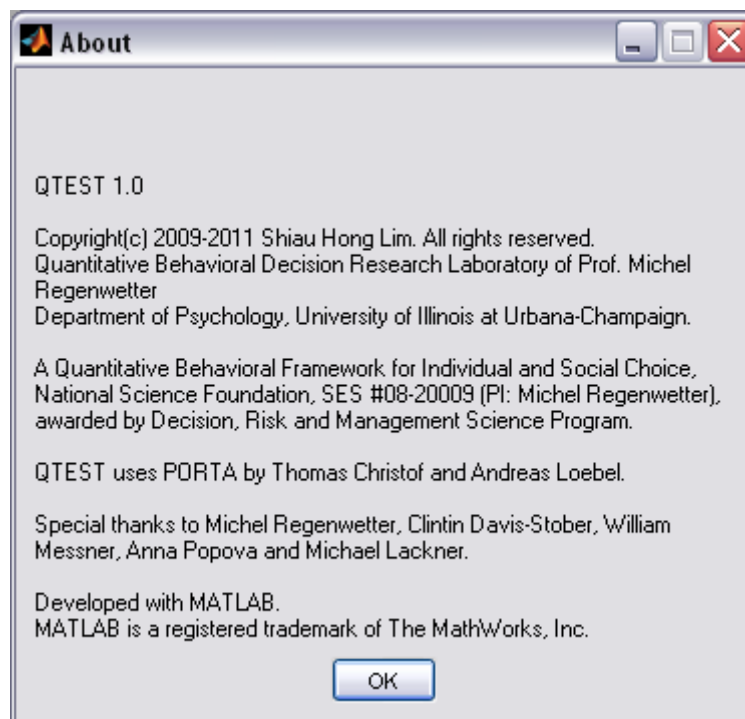 About
QTEST 1.0
Copyright(c) 2009-2011 Shiau Hong Lim. All rights reserved.
Quantitative Behavioral Decision Research Laboratory of Prof. Michel
Regenwetter
Department of Psychology, University of Illinois at Urbana-Champaign.
A Quantitative Behavioral Framework for Individual and Social Choice,
National Science Foundation, SES #08-20009 (PI: Michel Regenwetter),
awarded by Decision, Risk and Management Science Program.
QTEST uses PORTA by Thomas Christof and Andreas Loebel.
Special thanks to Michel Regenwetter, Clintin Davis-Stober, William
Messner, Anna Popova and Michael Lackner.
Developed with MATLAB.
MATLAB is a registered trademark of The MathWorks, Inc.
OK